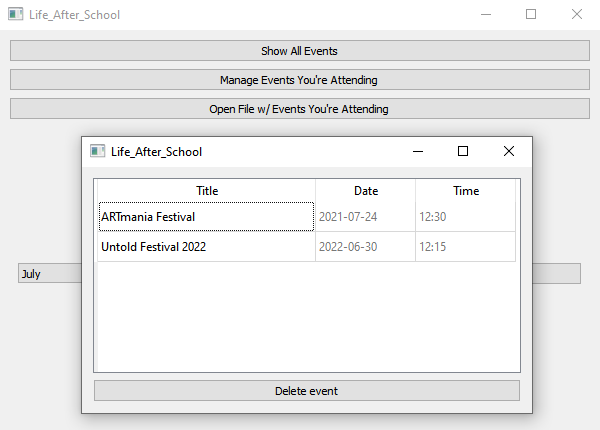 Life_After_School
Show All Events
Manage Events You're Attending
Open File w/ Events You're Attending
Life_After_School
Title Date Time
ARTmania Festival 2021-07-24 12:30
Untold Festival 2022 2022-06-30 12:15
July
Delete event